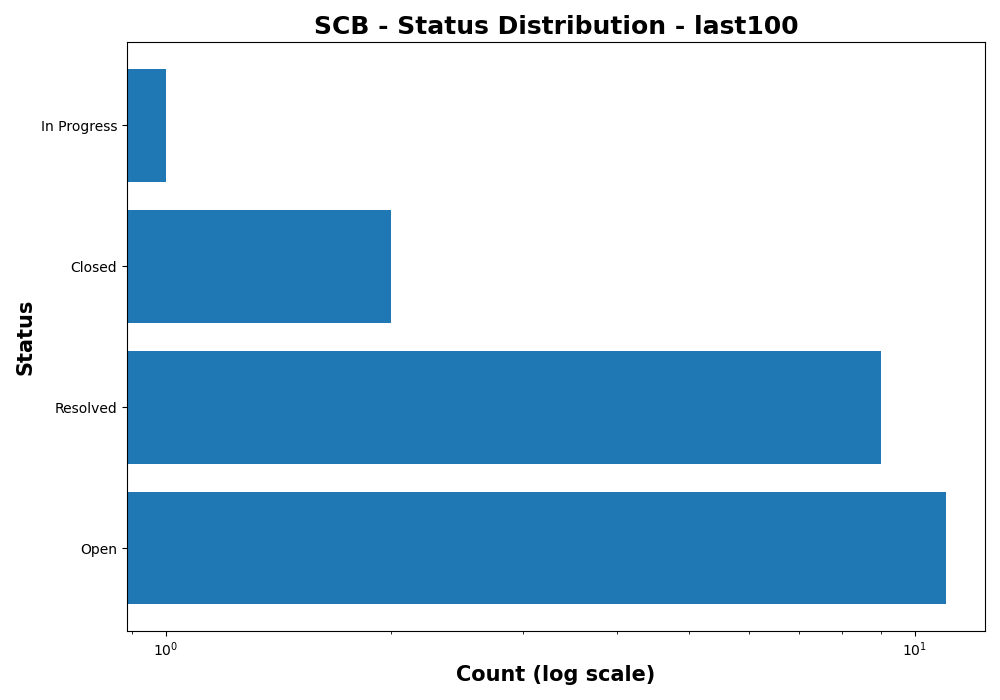 SCB - Status Distribution - last100
In Progress
Closed
Resolved
Open
Status
10⁰
10¹
Count (log scale)